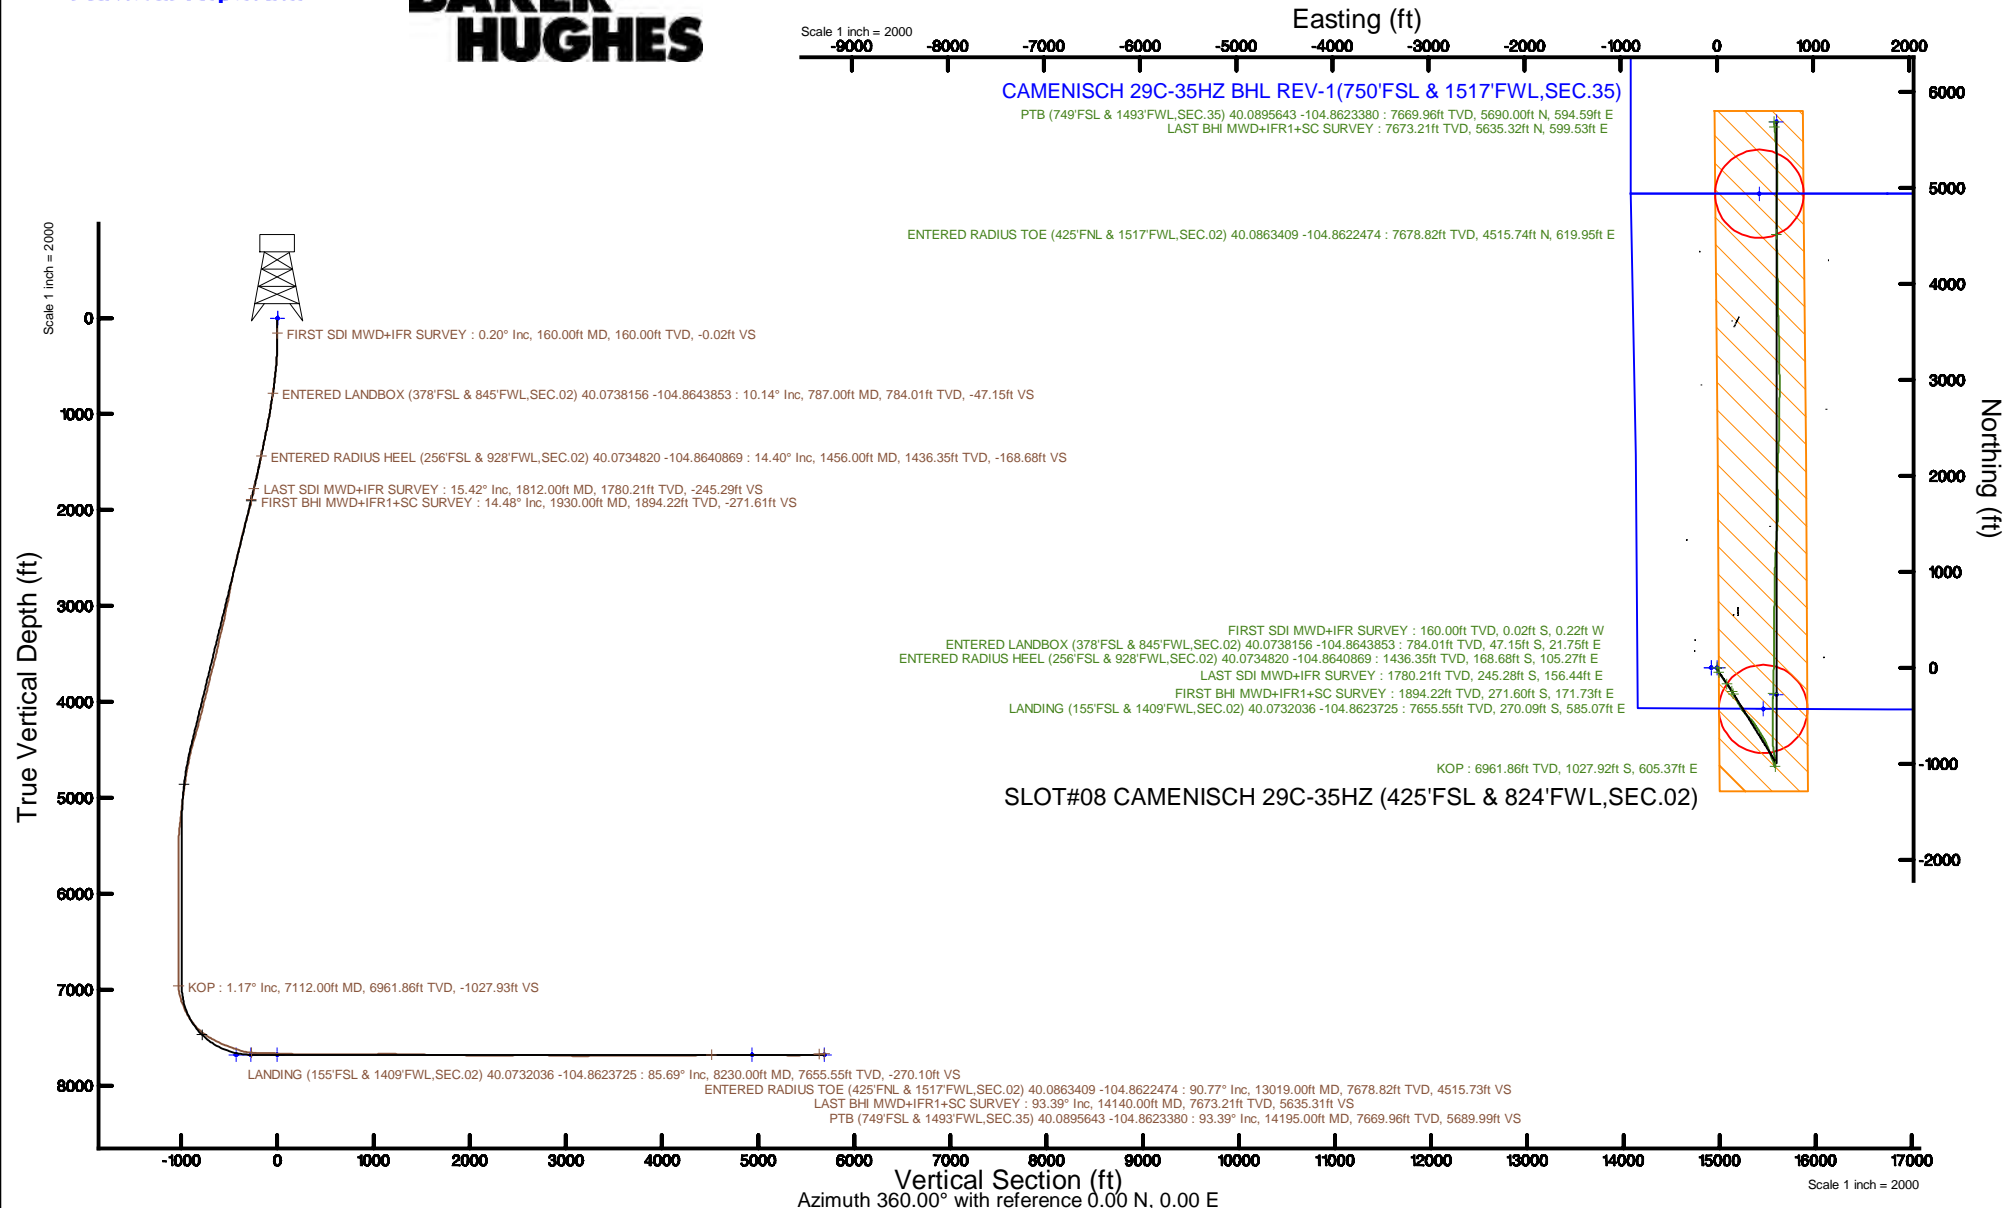 BAKER
HUGHES
Easting (ft)
Scale 1 inch = 2000
-9000 -8000 -7000 -6000 -5000 -4000 -3000 -2000 -1000 0 1000 2000
CAMENISCH 29C-35HZ BHL REV-1(750'FSL & 1517'FWL,SEC.35)
PTB (749'FSL & 1493'FWL,SEC.35) 40.0895643 -104.8623380 : 7669.96ft TVD, 5690.00ft N, 594.59ft E
LAST BHI MWD+IFR1+SC SURVEY : 7673.21ft TVD, 5635.32ft N, 599.53ft E
ENTERED RADIUS TOE (425'FNL & 1517'FWL,SEC.02) 40.0863409 -104.8622474 : 7678.82ft TVD, 4515.74ft N, 619.95ft E
FIRST SDI MWD+IFR SURVEY : 160.00ft TVD, 0.02ft S, 0.22ft W
ENTERED LANDBOX (378'FSL & 845'FWL,SEC.02) 40.0738156 -104.8643853 : 784.01ft TVD, 47.15ft S, 21.75ft E
ENTERED RADIUS HEEL (256'FSL & 928'FWL,SEC.02) 40.0734820 -104.8640869 : 1436.35ft TVD, 168.68ft S, 105.27ft E
LAST SDI MWD+IFR SURVEY : 1780.21ft TVD, 245.28ft S, 156.44ft E
FIRST BHI MWD+IFR1+SC SURVEY : 1894.22ft TVD, 271.60ft S, 171.73ft E
LANDING (155'FSL & 1409'FWL,SEC.02) 40.0732036 -104.8623725 : 7655.55ft TVD, 270.09ft S, 585.07ft E
KOP : 6961.86ft TVD, 1027.92ft S, 605.37ft E
SLOT#08 CAMENISCH 29C-35HZ (425'FSL & 824'FWL,SEC.02)
6000
5000
4000
3000
2000
1000
0
-1000
-2000
Northing (ft)
Scale 1 inch = 2000
True Vertical Depth (ft)
0
1000
2000
3000
4000
5000
6000
7000
8000
FIRST SDI MWD+IFR SURVEY : 0.20° Inc, 160.00ft MD, 160.00ft TVD, -0.02ft VS
ENTERED LANDBOX (378'FSL & 845'FWL,SEC.02) 40.0738156 -104.8643853 : 10.14° Inc, 787.00ft MD, 784.01ft TVD, -47.15ft VS
ENTERED RADIUS HEEL (256'FSL & 928'FWL,SEC.02) 40.0734820 -104.8640869 : 14.40° Inc, 1456.00ft MD, 1436.35ft TVD, -168.68ft VS
LAST SDI MWD+IFR SURVEY : 15.42° Inc, 1812.00ft MD, 1780.21ft TVD, -245.29ft VS
FIRST BHI MWD+IFR1+SC SURVEY : 14.48° Inc, 1930.00ft MD, 1894.22ft TVD, -271.61ft VS
KOP : 1.17° Inc, 7112.00ft MD, 6961.86ft TVD, -1027.93ft VS
LANDING (155'FSL & 1409'FWL,SEC.02) 40.0732036 -104.8623725 : 85.69° Inc, 8230.00ft MD, 7655.55ft TVD, -270.10ft VS
ENTERED RADIUS TOE (425'FNL & 1517'FWL,SEC.02) 40.0863409 -104.8622474 : 90.77° Inc, 13019.00ft MD, 7678.82ft TVD, 4515.73ft VS
LAST BHI MWD+IFR1+SC SURVEY : 93.39° Inc, 14140.00ft MD, 7673.21ft TVD, 5635.31ft VS
PTB (749'FSL & 1493'FWL,SEC.35) 40.0895643 -104.8623380 : 93.39° Inc, 14195.00ft MD, 7669.96ft TVD, 5689.99ft VS
-1000 0 1000 2000 3000 4000 5000 6000 7000 8000 9000 10000 11000 12000 13000 14000 15000 16000 17000
Vertical Section (ft)
Scale 1 inch = 2000
Azimuth 360.00° with reference 0.00 N, 0.00 E